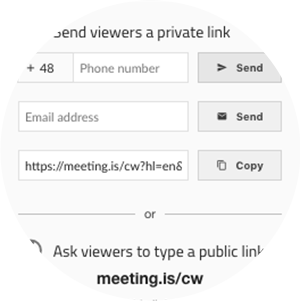 Send viewers a private link
+ 48 Phone number Send
Email address Send
https://meeting.is/cw?hl=en& Copy
or
Ask viewers to type a public link
meeting.is/cw